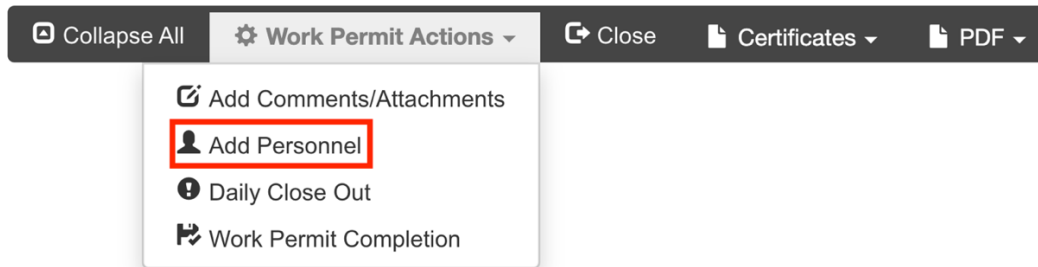 Collapse All Work Permit Actions Close Certificates PDF
Add Comments/Attachments
Add Personnel
Daily Close Out
Work Permit Completion